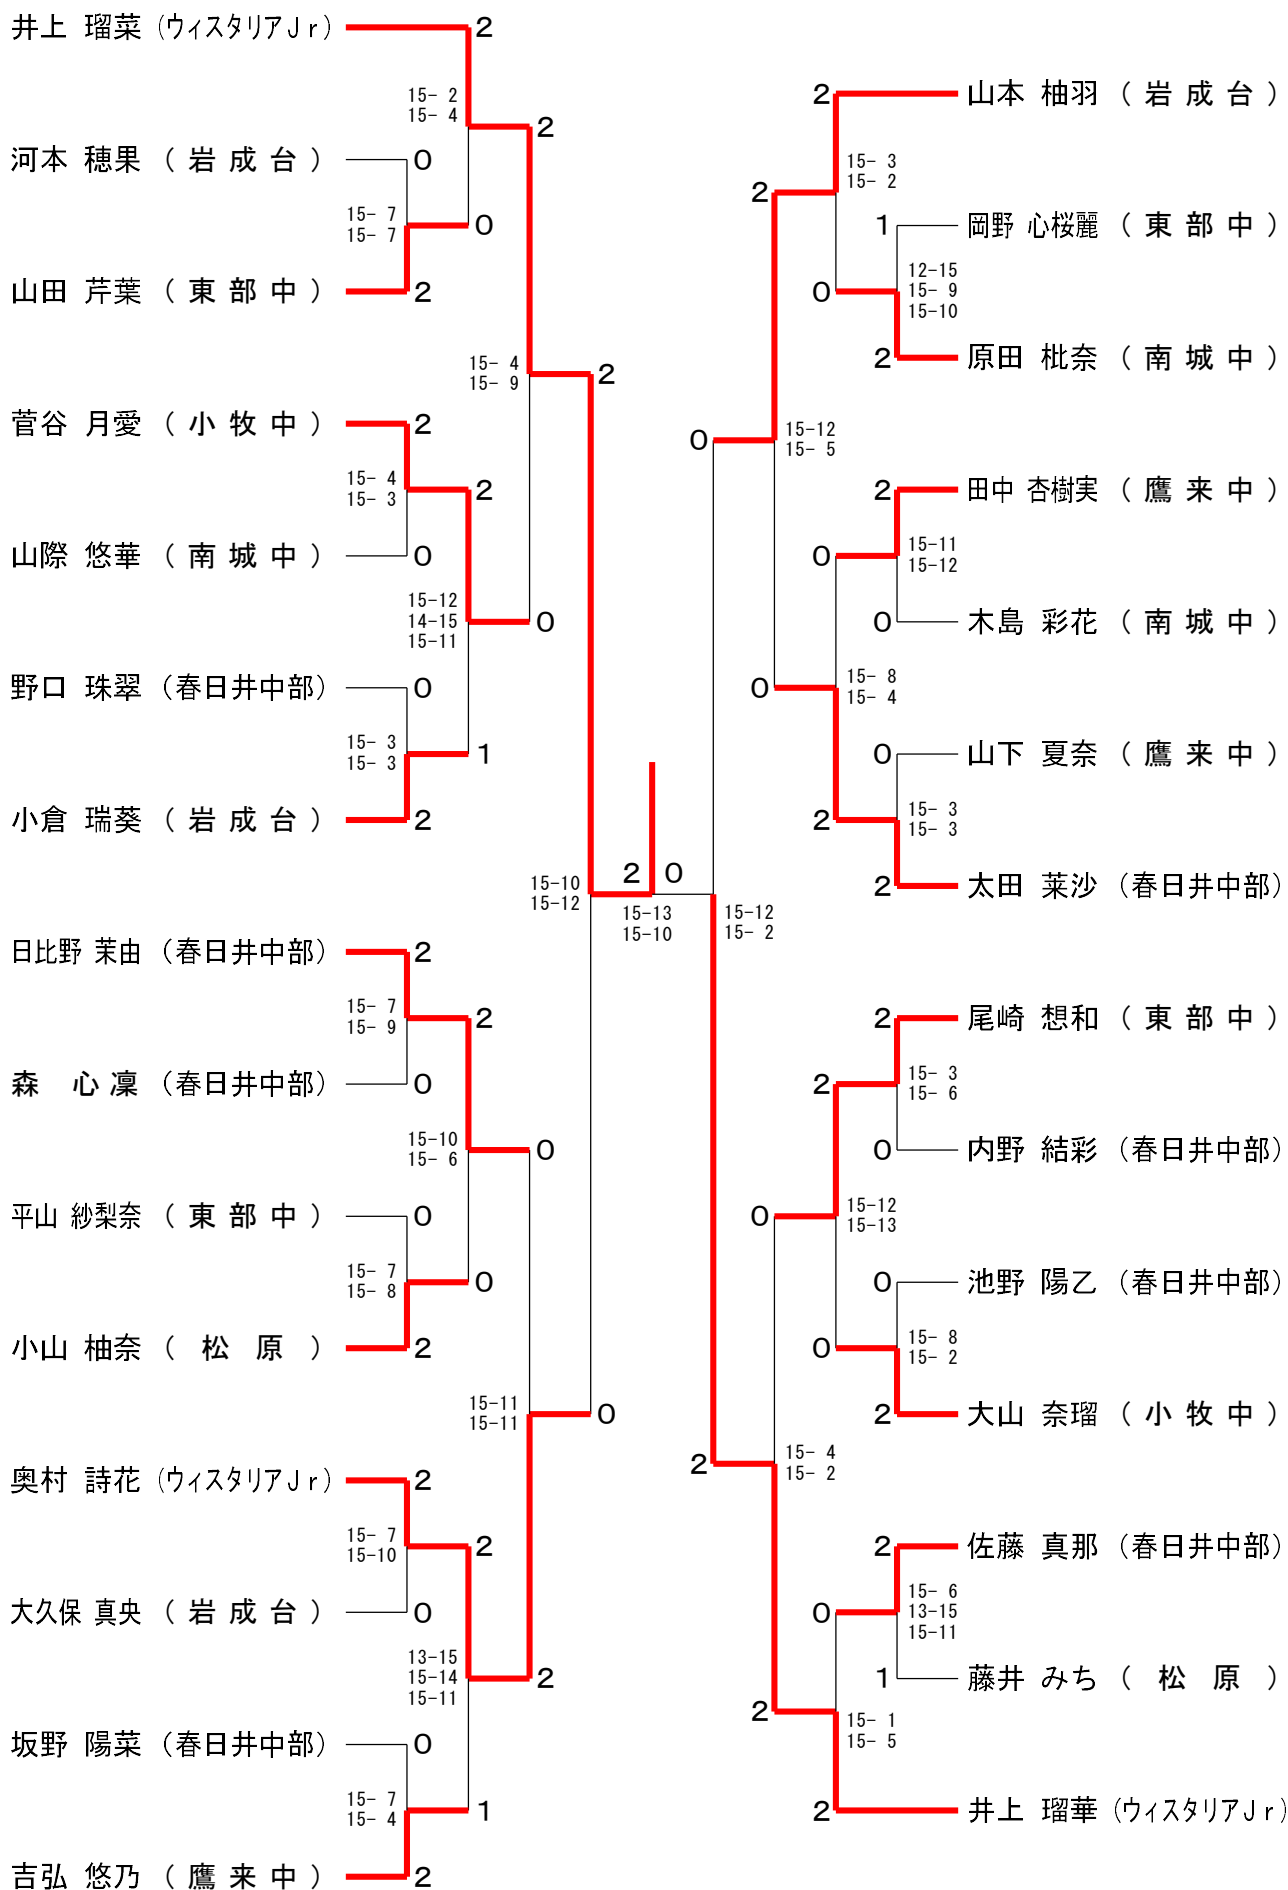 井上 瑠菜 (ウィスタリアJr) 2
15- 2
15- 4
2
河本 穂果 ( 岩 成 台 ) 0
15- 7
15- 7
0
山田 芹葉 ( 東 部 中 ) 2
15- 4
15- 9
2
菅谷 月愛 ( 小 牧 中 ) 2
15- 4
15- 3
2
山際 悠華 ( 南 城 中 ) 0
15-12
14-15
15-11
0
野口 珠翠 (春日井中部) 0
15- 3
15- 3
1
小倉 瑞葵 ( 岩 成 台 ) 2
15-10
15-12
日比野 茉由 (春日井中部) 2
15- 7
15- 9
2
森 心凜 (春日井中部) 0
15-10
15- 6
0
平山 紗梨奈 ( 東 部 中 ) 0
15- 7
15- 8
0
小山 柚奈 ( 松 原 ) 2
15-11
15-11
0
奥村 詩花 (ウィスタリアJr) 2
15- 7
15-10
2
大久保 真央 ( 岩 成 台 ) 0
13-15
15-14
15-11
2
坂野 陽菜 (春日井中部) 0
15- 7
15- 4
1
吉弘 悠乃 ( 鷹 来 中 ) 2
2 0
15-13
15-10
2 山本 柚羽 ( 岩 成 台 )
15- 3
15- 2
2
1 岡野 心桜麗 ( 東 部 中 )
12-15
15- 9
15-10
0
2 原田 枇奈 ( 南 城 中 )
0
15-12
15- 5
2 田中 杏樹実 ( 鷹 来 中 )
15-11
15-12
0
0 木島 彩花 ( 南 城 中 )
0
15- 8
15- 4
0 山下 夏奈 ( 鷹 来 中 )
15- 3
15- 3
2
2 太田 菜沙 (春日井中部)
15-12
15- 2
2 尾崎 想和 ( 東 部 中 )
15- 3
15- 6
2
0 内野 結彩 (春日井中部)
0
15-12
15-13
0 池野 陽乙 (春日井中部)
15- 8
15- 2
0
2 大山 奈瑠 ( 小 牧 中 )
2
15- 4
15- 2
2 佐藤 真那 (春日井中部)
15- 6
13-15
15-11
0
1 藤井 みち ( 松 原 )
2
15- 1
15- 5
2 井上 瑠華 (ウィスタリアJr)